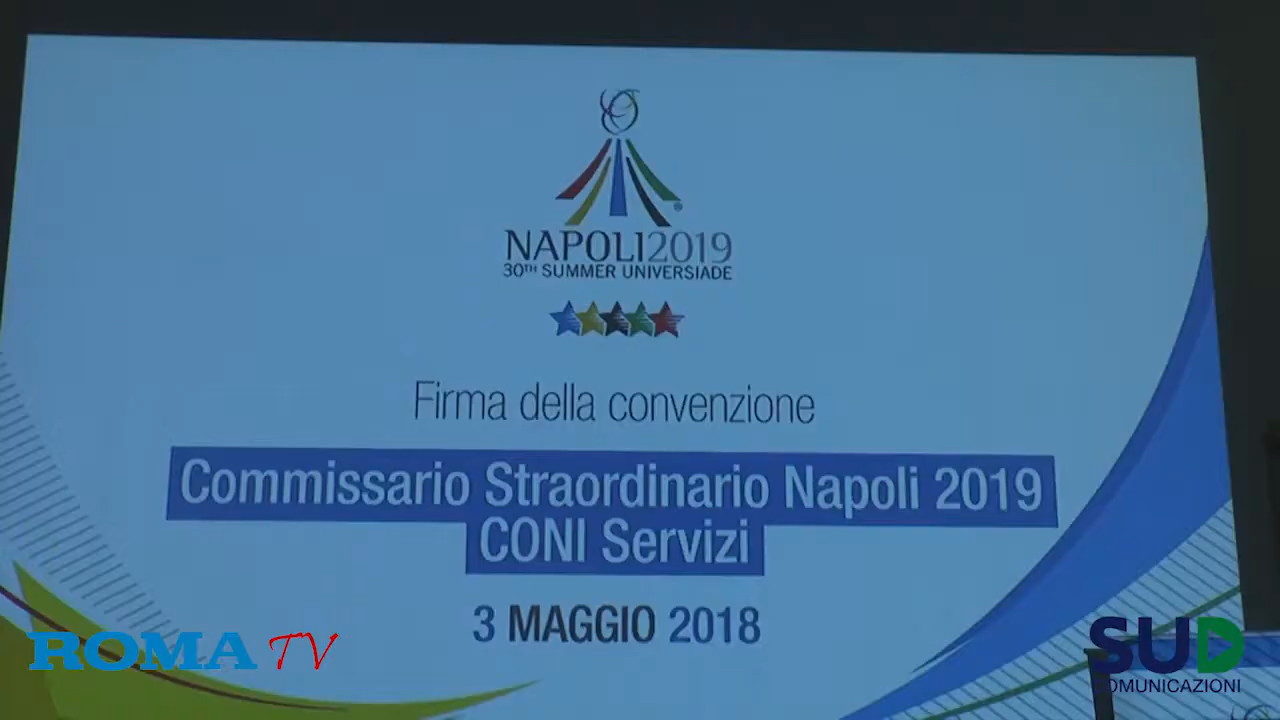 NAPOLI2019
30TH SUMMER UNIVERSIADE
Firma della convenzione
Commissario Straordinario Napoli 2019
CONI Servizi
3 MAGGIO 2018
ROMA TV
SUD
COMUNICAZIONI